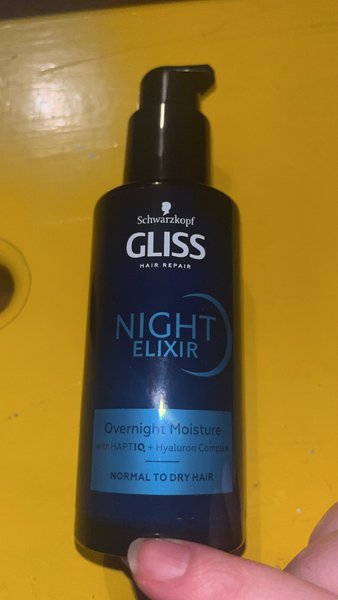 Schwarzkopf
GLISS
HAIR REPAIR
NIGHT
ELIXIR
Overnight Moisture
with HAPTIQ + Hyaluron Complex
NORMAL TO DRY HAIR